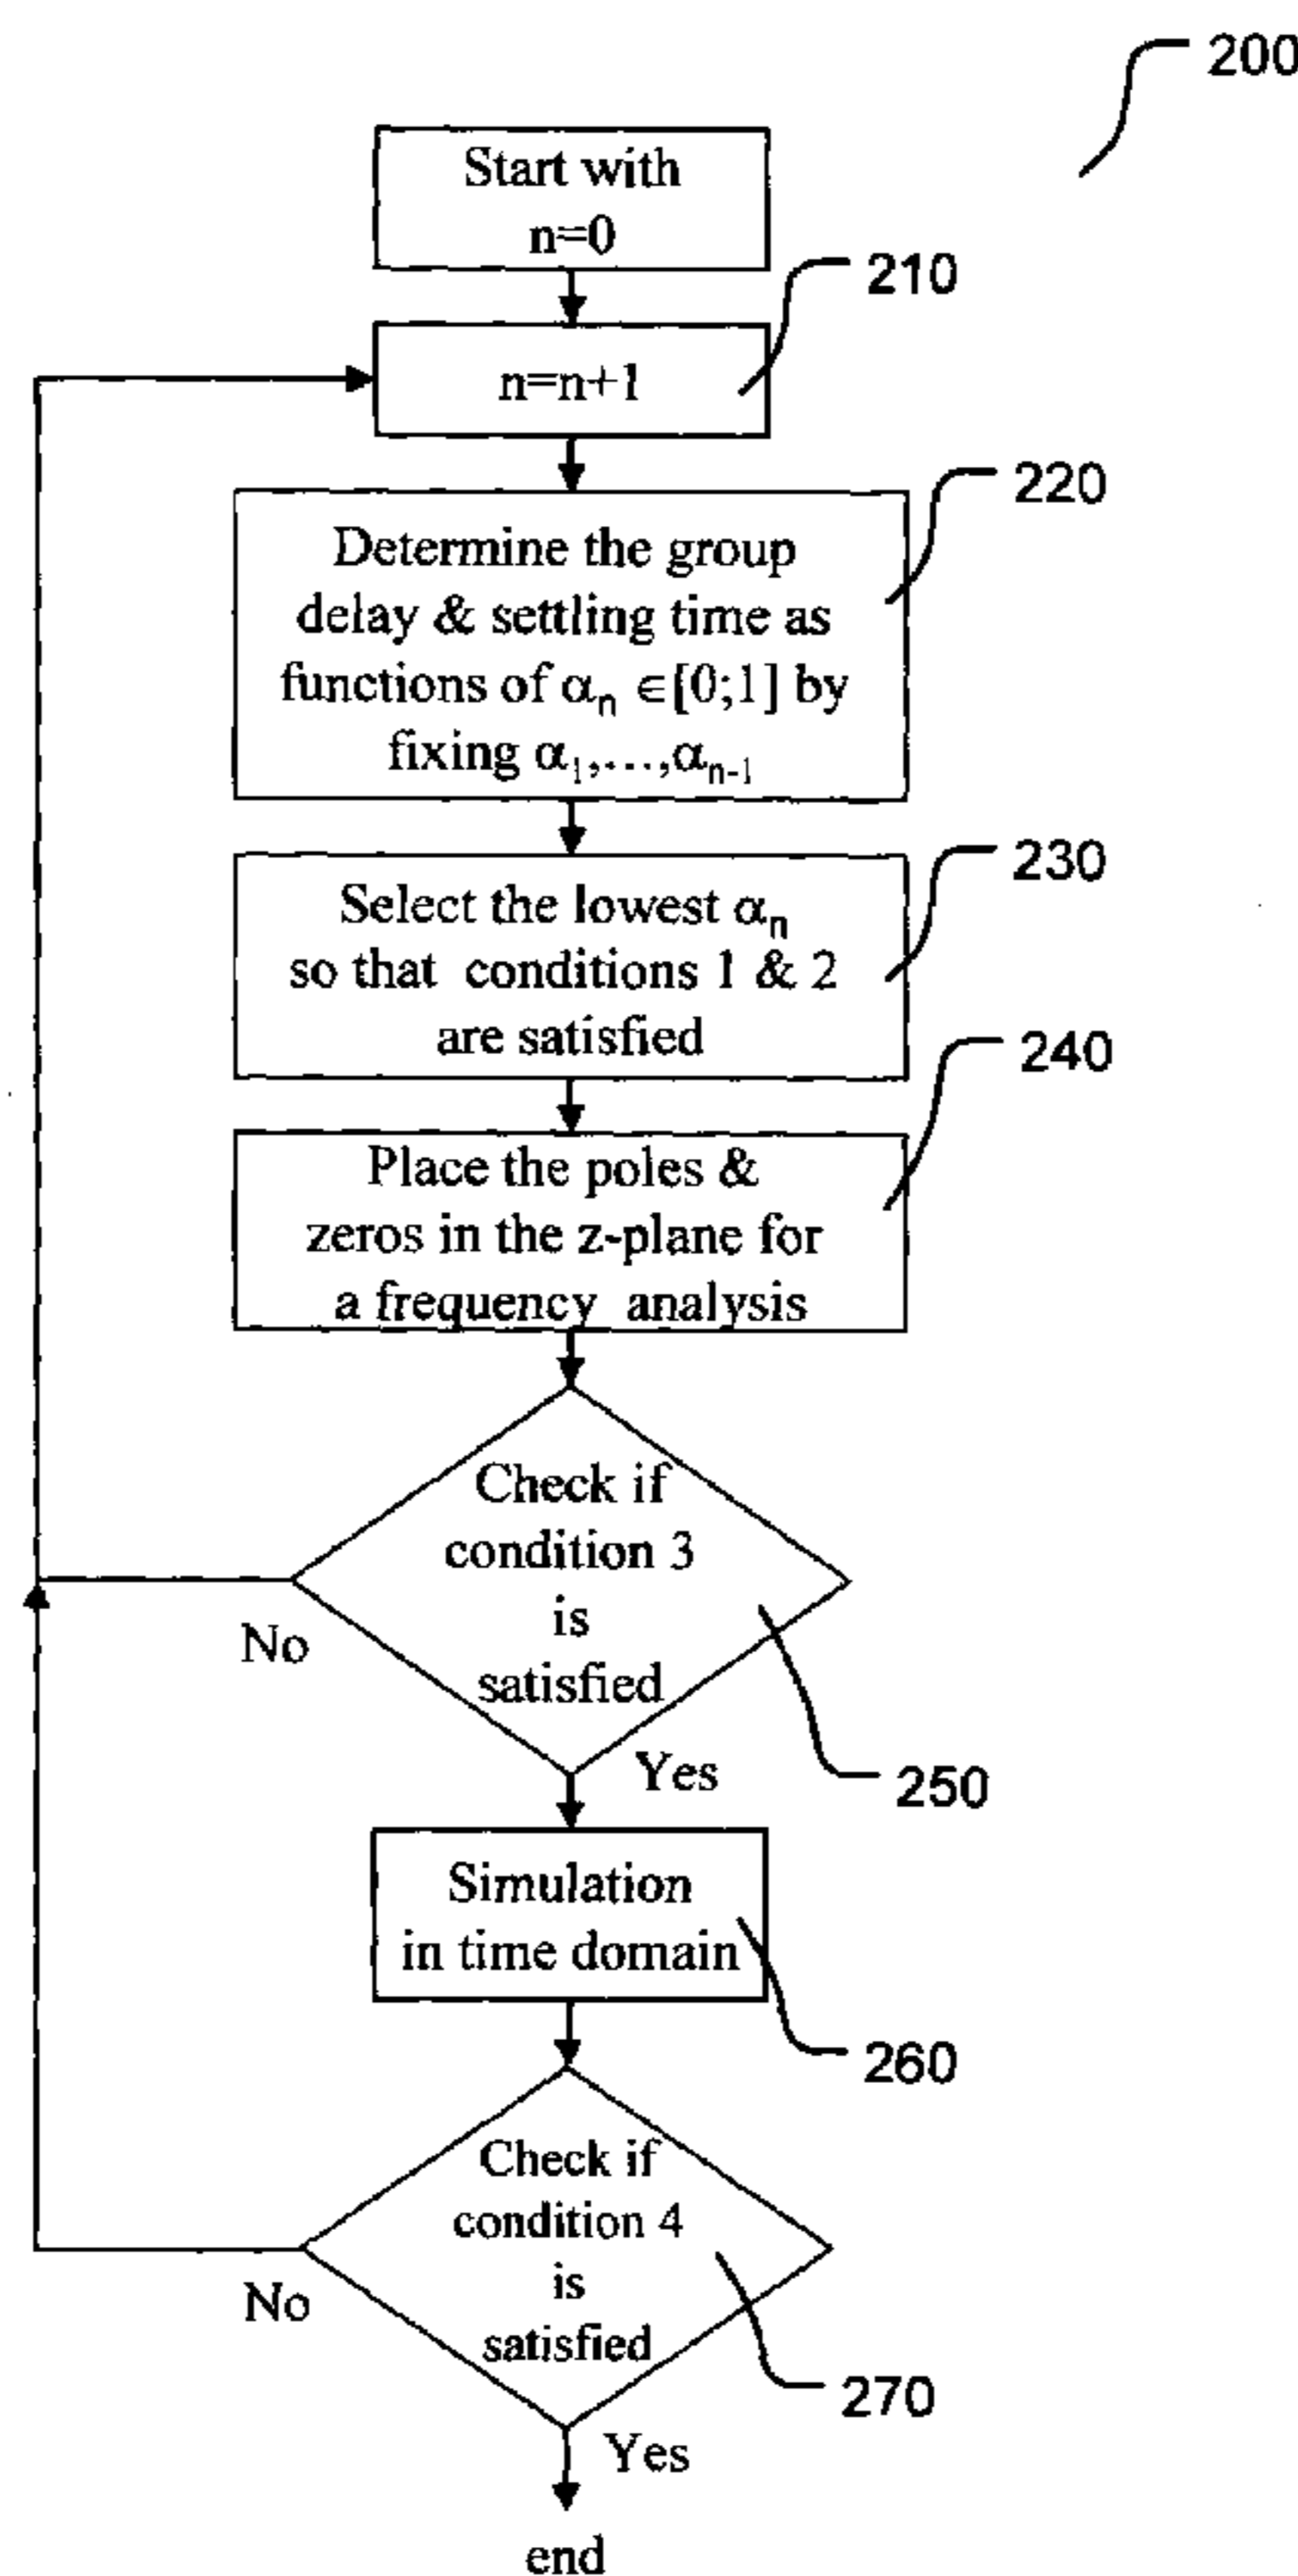 200
Start with
n=0
210
n=n+1
220
Determine the group
delay & settling time as
functions of αₙ ∈[0;1] by
fixing α₁,...,αₙ₋₁
230
Select the lowest αₙ
so that conditions 1 & 2
are satisfied
240
Place the poles &
zeros in the z-plane for
a frequency analysis
Check if
condition 3
is
satisfied
No
Yes
250
Simulation
in time domain
260
Check if
condition 4
is
satisfied
No
270
Yes
end